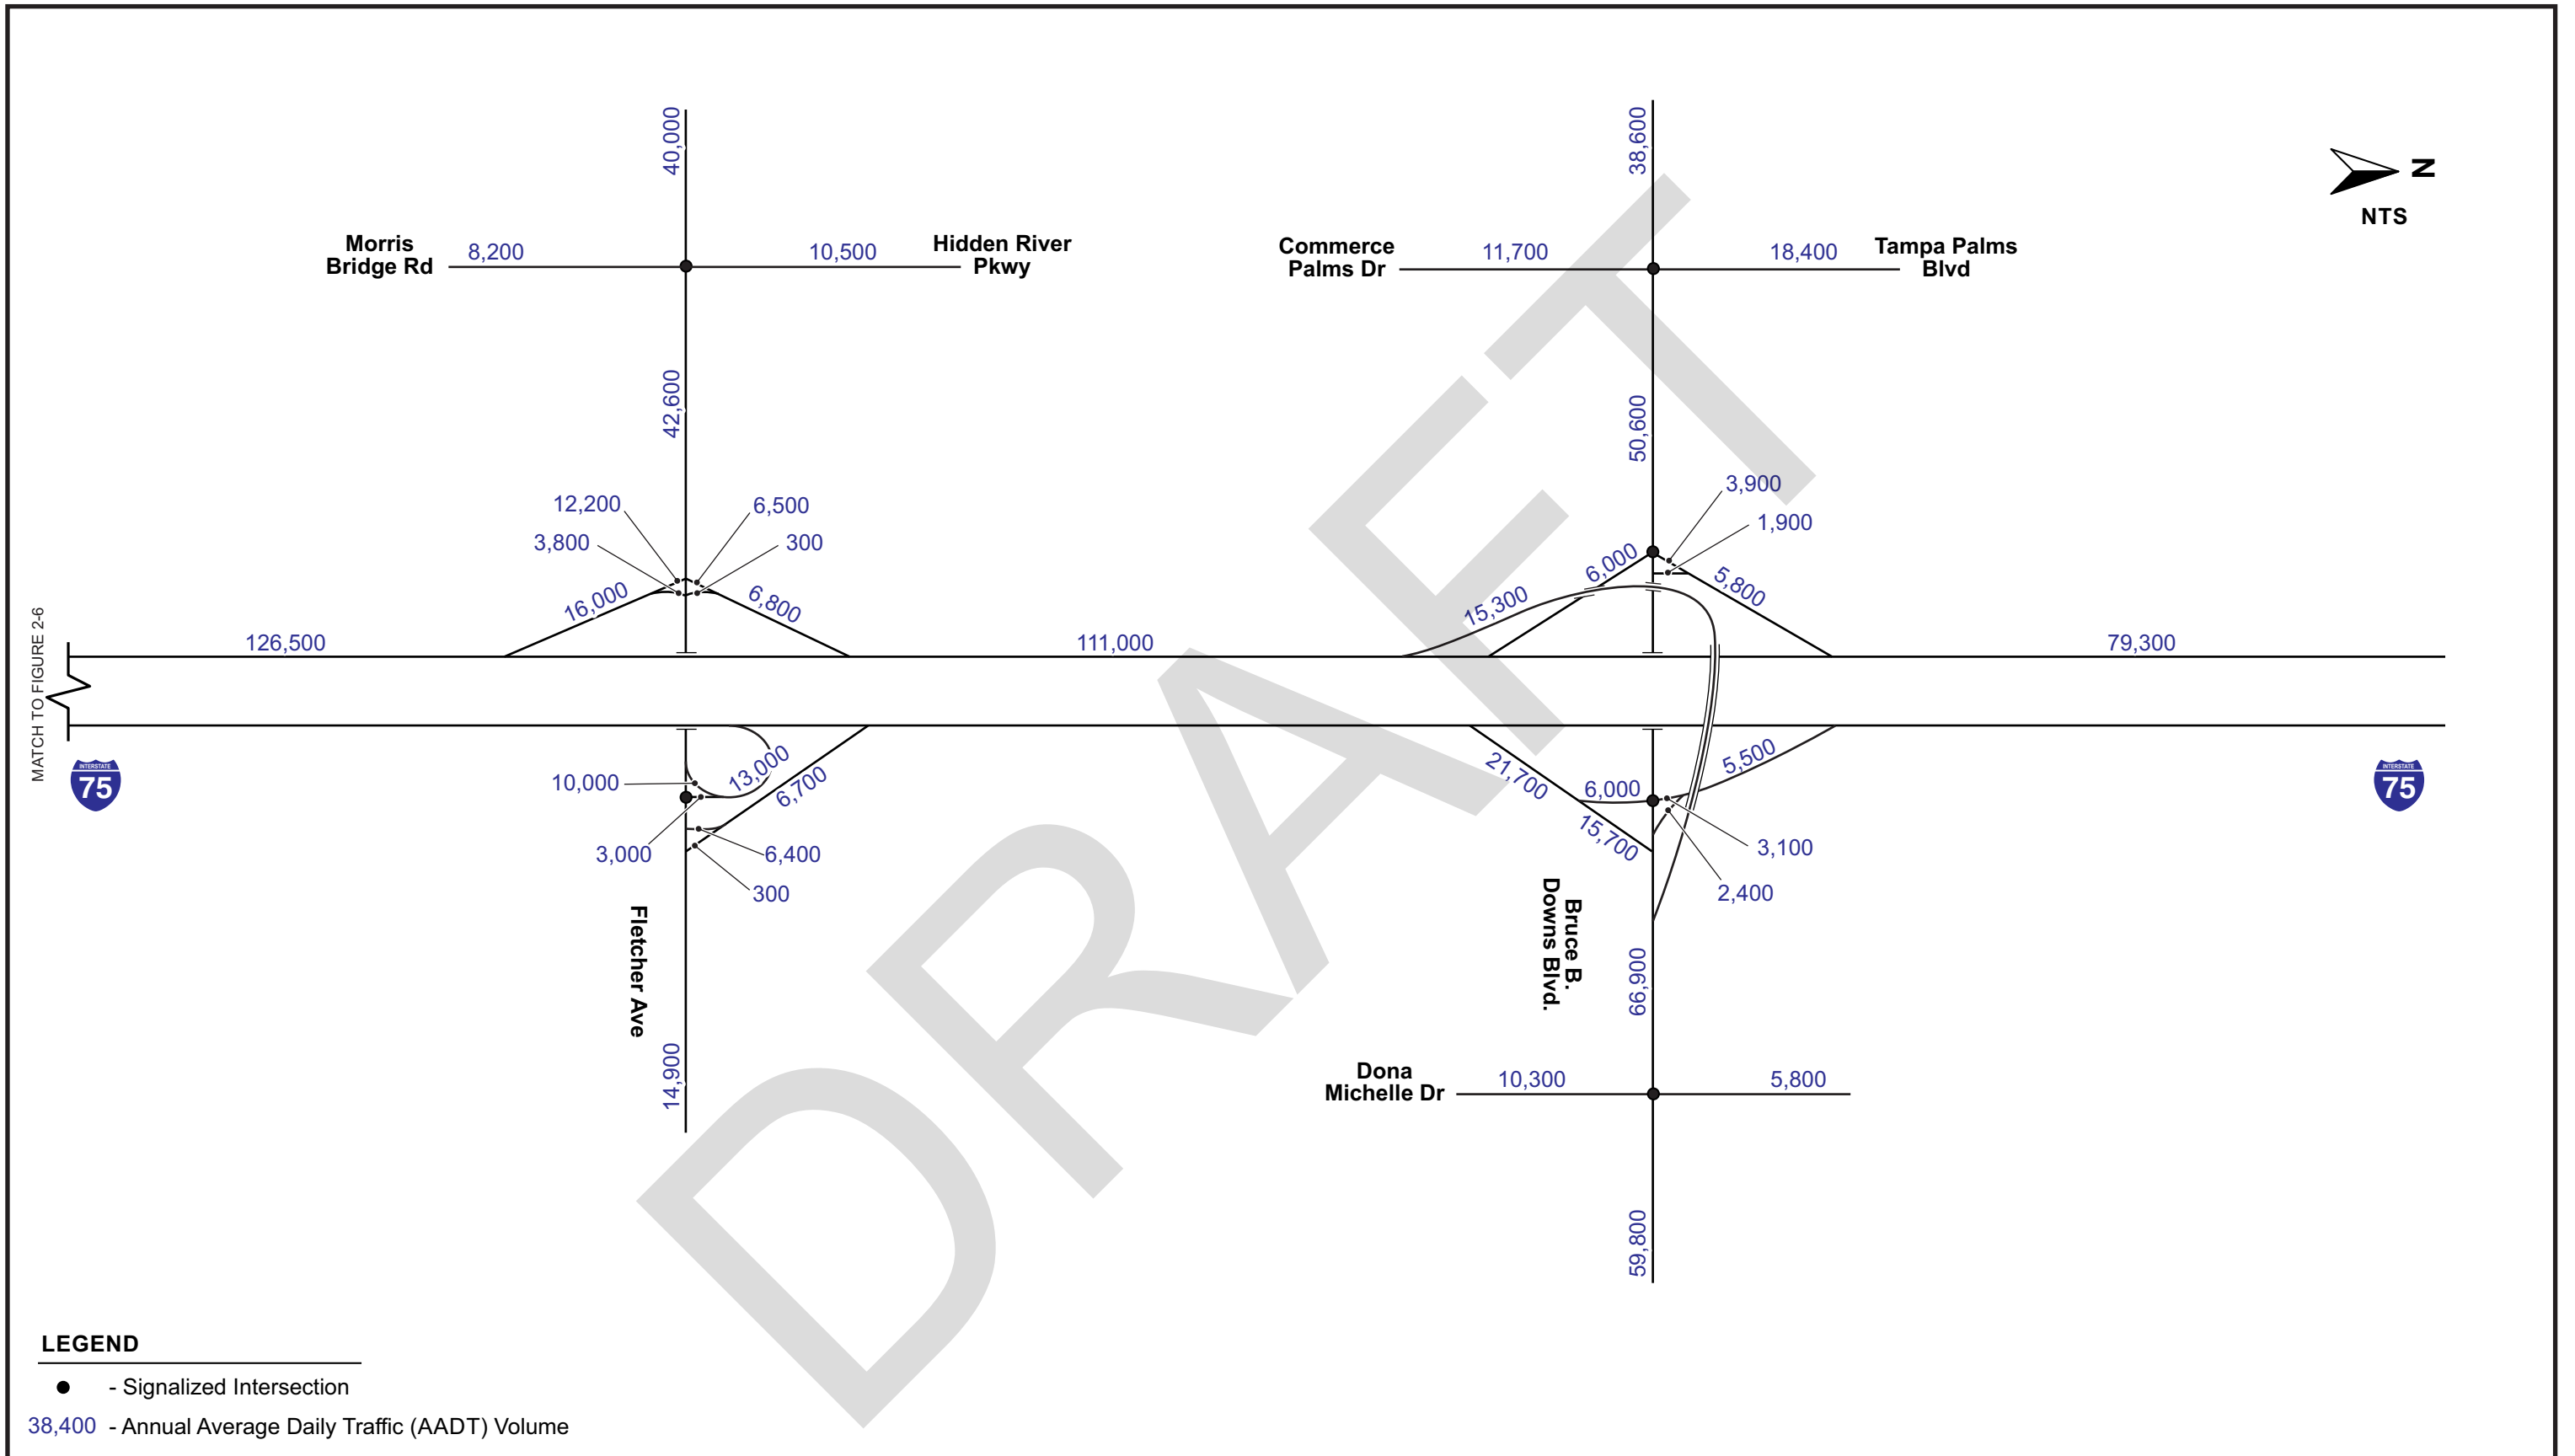 40,000
38,600
N
NTS
Morris
Bridge Rd
8,200
10,500
Hidden River
Pkwy
Commerce
Palms Dr
11,700
18,400
Tampa Palms
Blvd
42,600
50,600
12,200
6,500
3,800
300
16,000
6,800
3,900
1,900
6,000
5,800
15,300
MATCH TO FIGURE 2-6
126,500
111,000
79,300
INTERSTATE
75
10,000
13,000
6,700
3,000
6,400
300
21,700
6,000
5,500
15,700
3,100
2,400
INTERSTATE
75
Fletcher Ave
14,900
Bruce B.
Downs Blvd.
66,900
Dona
Michelle Dr
10,300
5,800
59,800
DRAFT
LEGEND
- Signalized Intersection
38,400 - Annual Average Daily Traffic (AADT) Volume